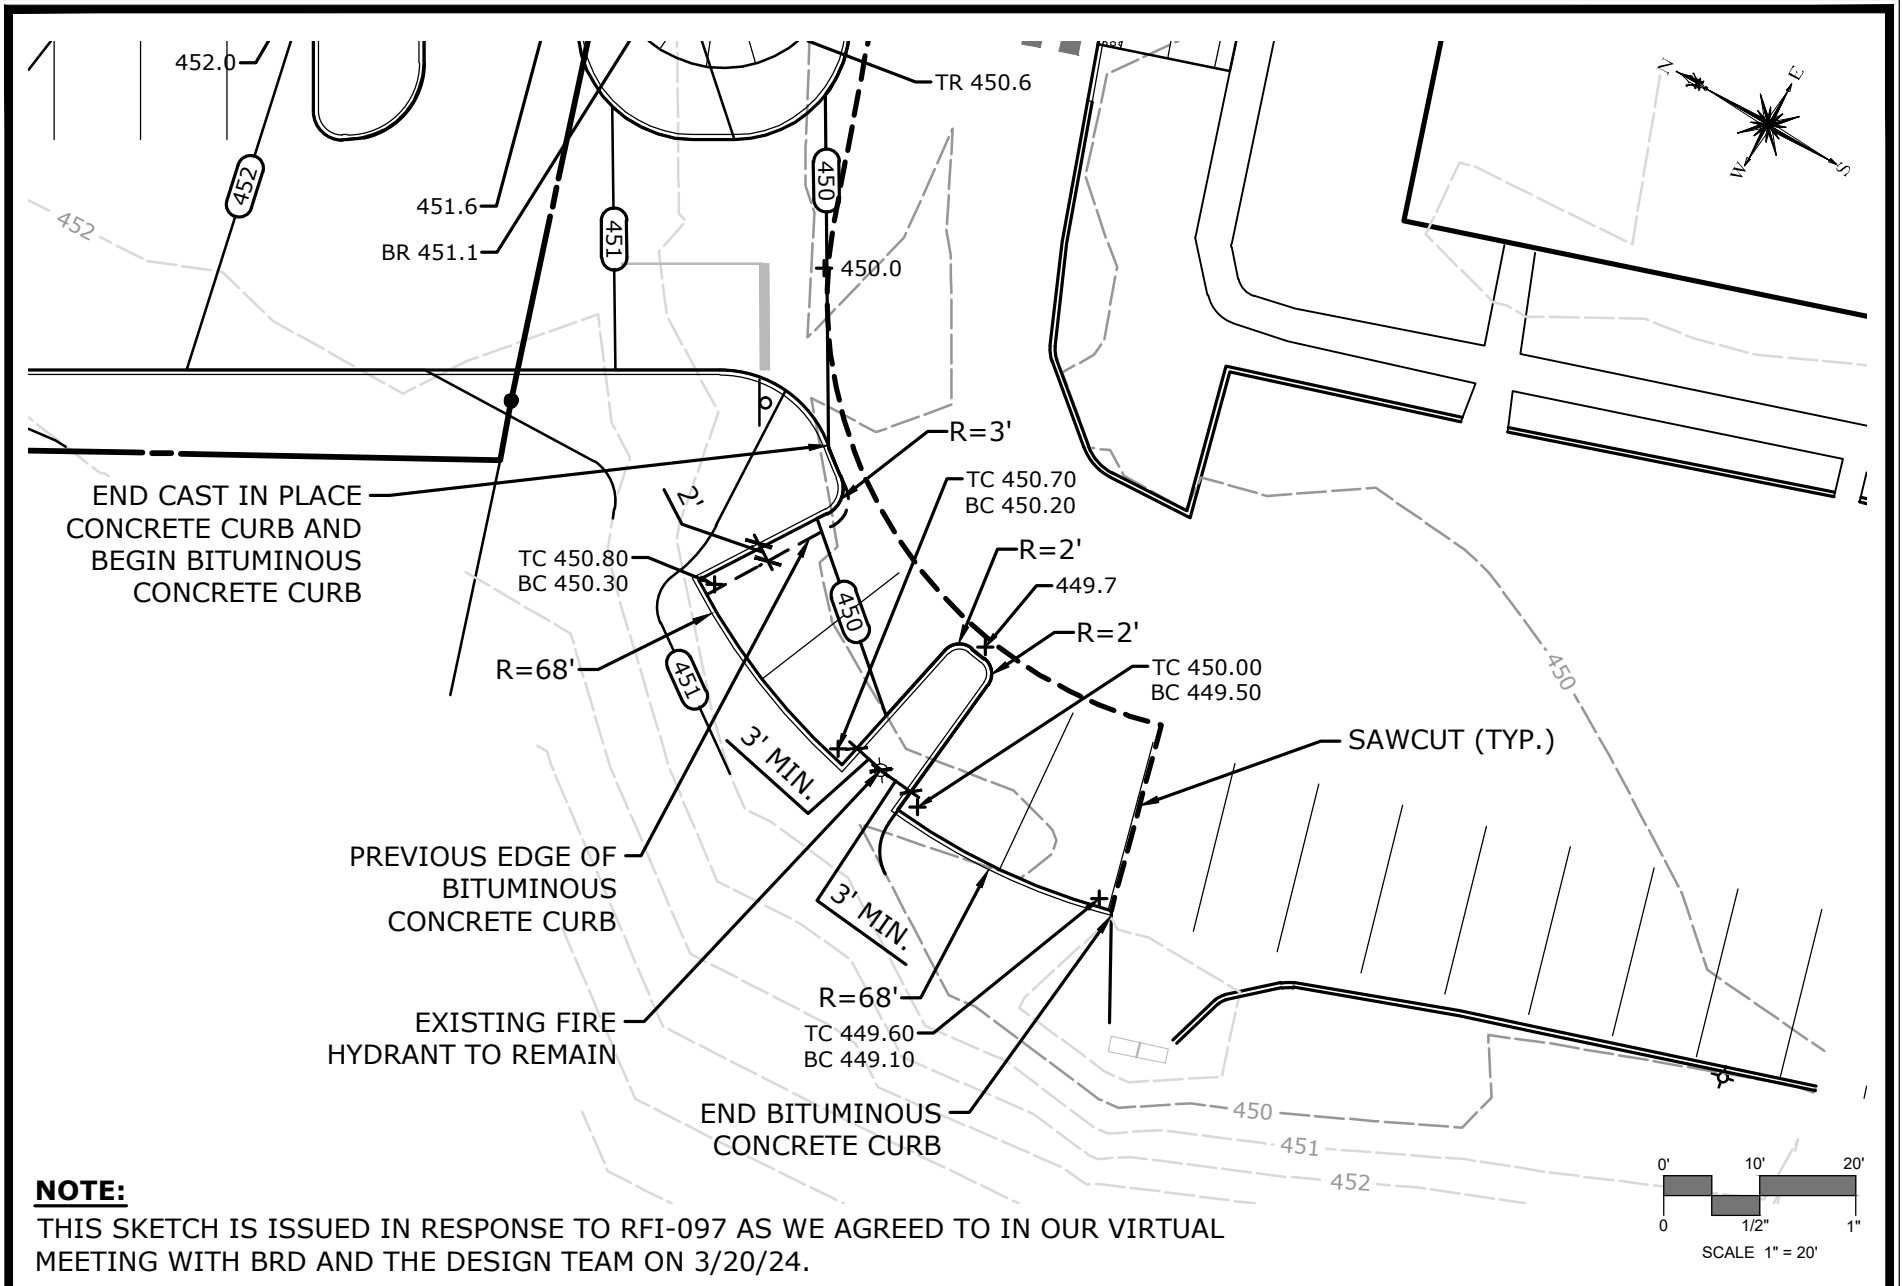 452.0
TR 450.6
N
E
W
S
452
452
451.6
450
451
BR 451.1
450.0
R=3'
TC 450.70
BC 450.20
END CAST IN PLACE
CONCRETE CURB AND
BEGIN BITUMINOUS
CONCRETE CURB
2'
TC 450.80
BC 450.30
R=2'
449.7
450
R=2'
R=68'
451
TC 450.00
BC 449.50
450
SAWCUT (TYP.)
3' MIN.
PREVIOUS EDGE OF
BITUMINOUS
CONCRETE CURB
3' MIN.
EXISTING FIRE
HYDRANT TO REMAIN
R=68'
TC 449.60
BC 449.10
END BITUMINOUS
CONCRETE CURB
450
451
452
0' 10' 20'
0 1/2" 1"
SCALE 1" = 20'
NOTE:
THIS SKETCH IS ISSUED IN RESPONSE TO RFI-097 AS WE AGREED TO IN OUR VIRTUAL
MEETING WITH BRD AND THE DESIGN TEAM ON 3/20/24.